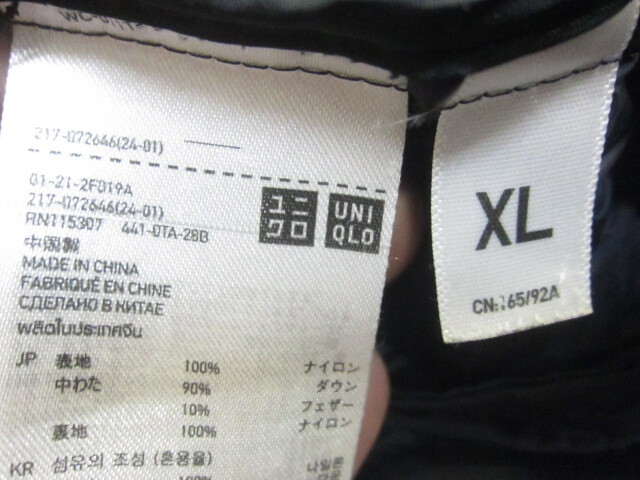 217-072646(24-01)
01-21-2F019A
217-072646(24-01)
RN115307 441-0TA-28B
ユニ
クロ
UNI
QLO
中国製
MADE IN CHINA
FABRIQUÉ EN CHINE
СДЕЛАНО В КИТАЕ
ผลิตในประเทศจีน
JP 表地 100% ナイロン
中わた 90% ダウン
10% フェザー
裏地 100% ナイロン
KR 섬유의 조성 (혼용율)
XL
CN:165/92A